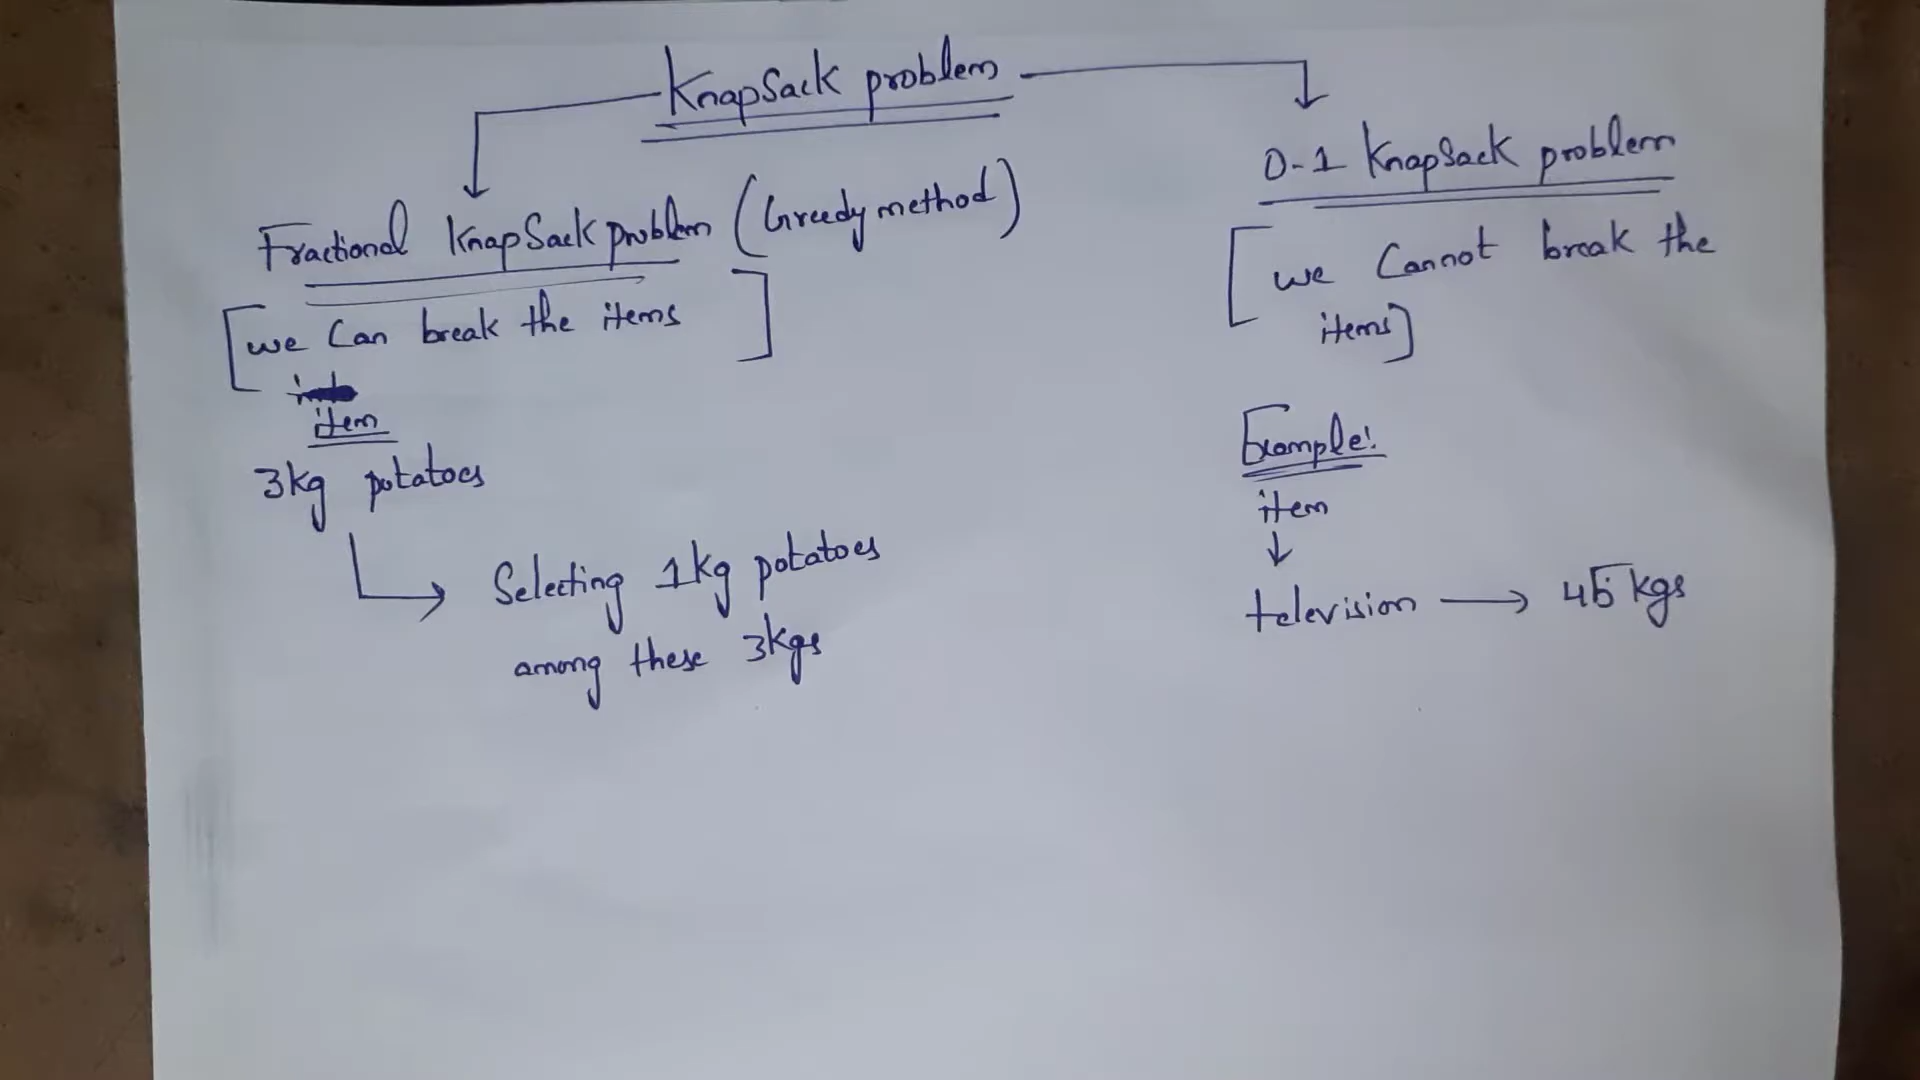 KnapSack problem
Fractional KnapSack problem (Greedy method)
[we Can break the items ]
item
3kg potatoes
Selecting 1kg potatoes
among these 3kgs
0-1 KnapSack problem
[we Cannot break the
items]
Example:
item
television → 45 kgs